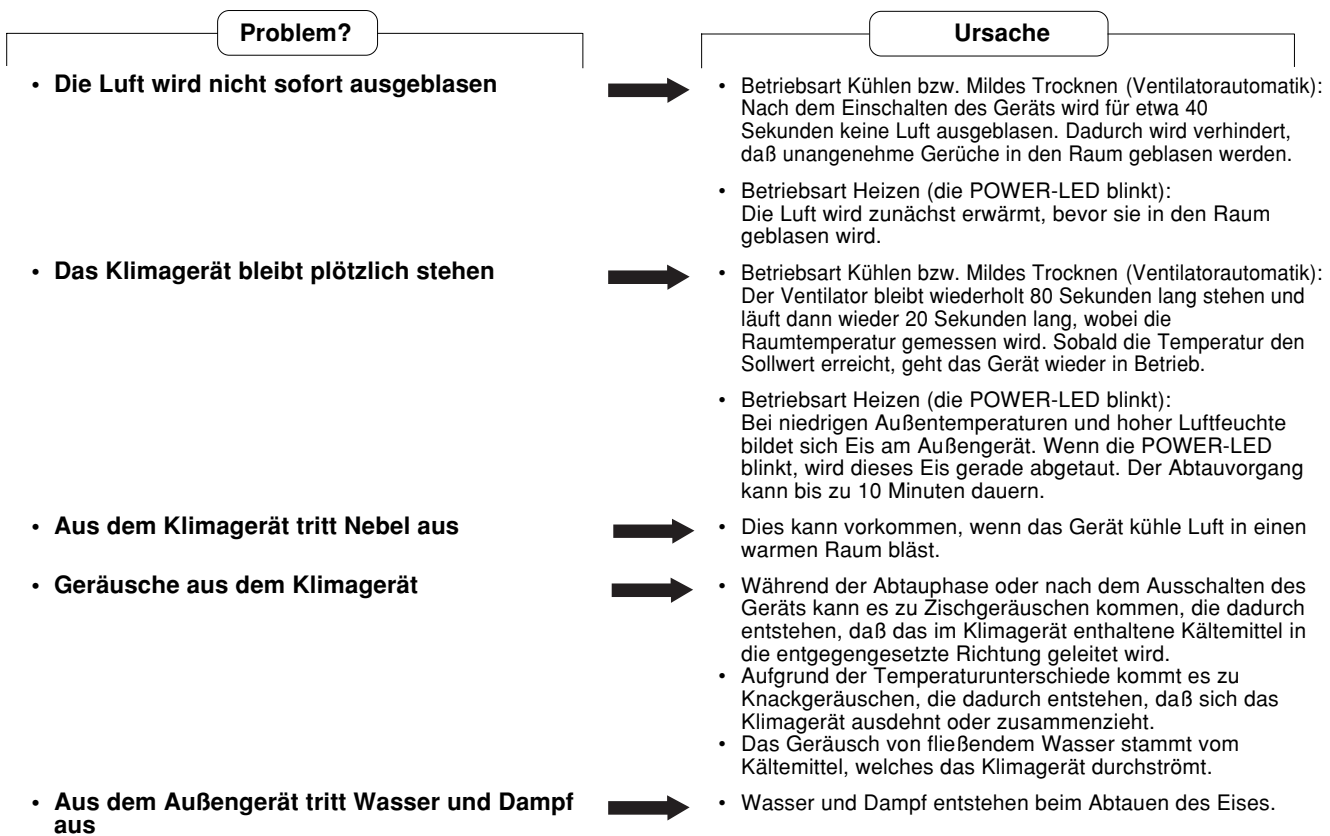 Problem?
Ursache
• Die Luft wird nicht sofort ausgeblasen
• Betriebsart Kühlen bzw. Mildes Trocknen (Ventilatorautomatik):
Nach dem Einschalten des Geräts wird für etwa 40
Sekunden keine Luft ausgeblasen. Dadurch wird verhindert,
daß unangenehme Gerüche in den Raum geblasen werden.
• Betriebsart Heizen (die POWER-LED blinkt):
Die Luft wird zunächst erwärmt, bevor sie in den Raum
geblasen wird.
• Das Klimagerät bleibt plötzlich stehen
• Betriebsart Kühlen bzw. Mildes Trocknen (Ventilatorautomatik):
Der Ventilator bleibt wiederholt 80 Sekunden lang stehen und
läuft dann wieder 20 Sekunden lang, wobei die
Raumtemperatur gemessen wird. Sobald die Temperatur den
Sollwert erreicht, geht das Gerät wieder in Betrieb.
• Betriebsart Heizen (die POWER-LED blinkt):
Bei niedrigen Außentemperaturen und hoher Luftfeuchte
bildet sich Eis am Außengerät. Wenn die POWER-LED
blinkt, wird dieses Eis gerade abgetaut. Der Abtauvorgang
kann bis zu 10 Minuten dauern.
• Aus dem Klimagerät tritt Nebel aus
• Dies kann vorkommen, wenn das Gerät kühle Luft in einen
warmen Raum bläst.
• Geräusche aus dem Klimagerät
• Während der Abtauphase oder nach dem Ausschalten des
Geräts kann es zu Zischgeräuschen kommen, die dadurch
entstehen, daß das im Klimagerät enthaltene Kältemittel in
die entgegengesetzte Richtung geleitet wird.
• Aufgrund der Temperaturunterschiede kommt es zu
Knackgeräuschen, die dadurch entstehen, daß sich das
Klimagerät ausdehnt oder zusammenzieht.
• Das Geräusch von fließendem Wasser stammt vom
Kältemittel, welches das Klimagerät durchströmt.
• Aus dem Außengerät tritt Wasser und Dampf
aus
• Wasser und Dampf entstehen beim Abtauen des Eises.